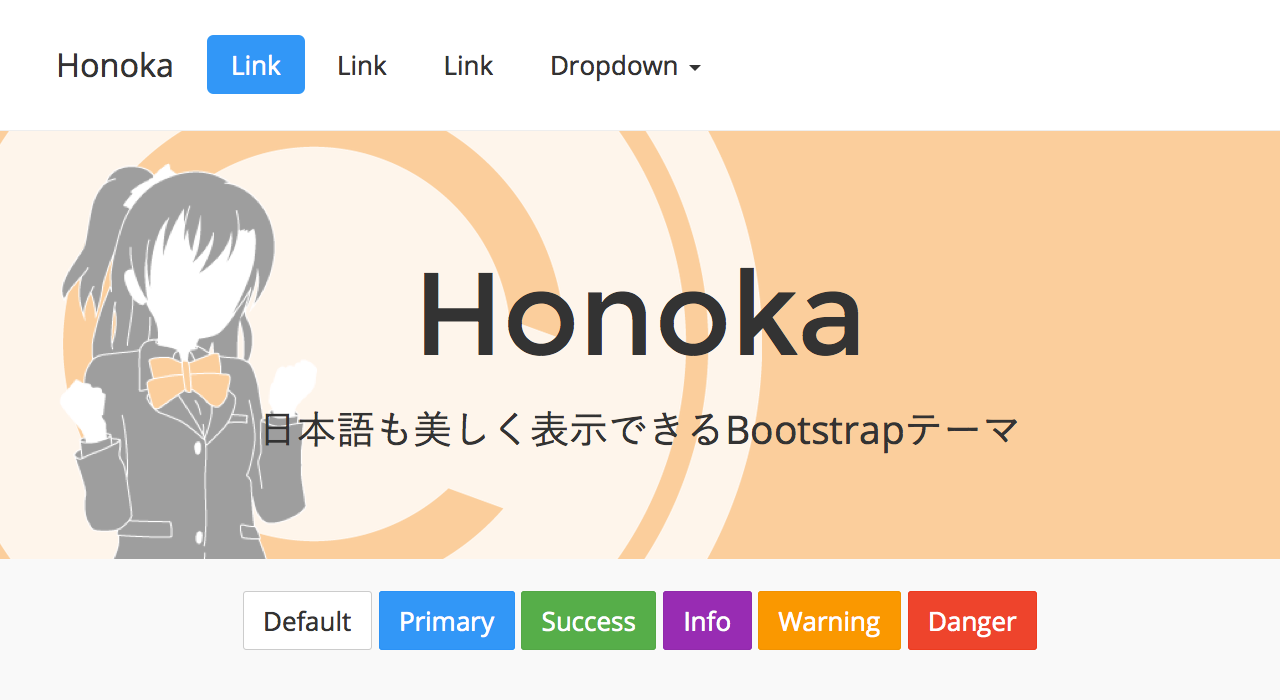 Honoka Link Link Link Dropdown
Honoka
日本語も美しく表示できるBootstrapテーマ
Default Primary Success Info Warning Danger